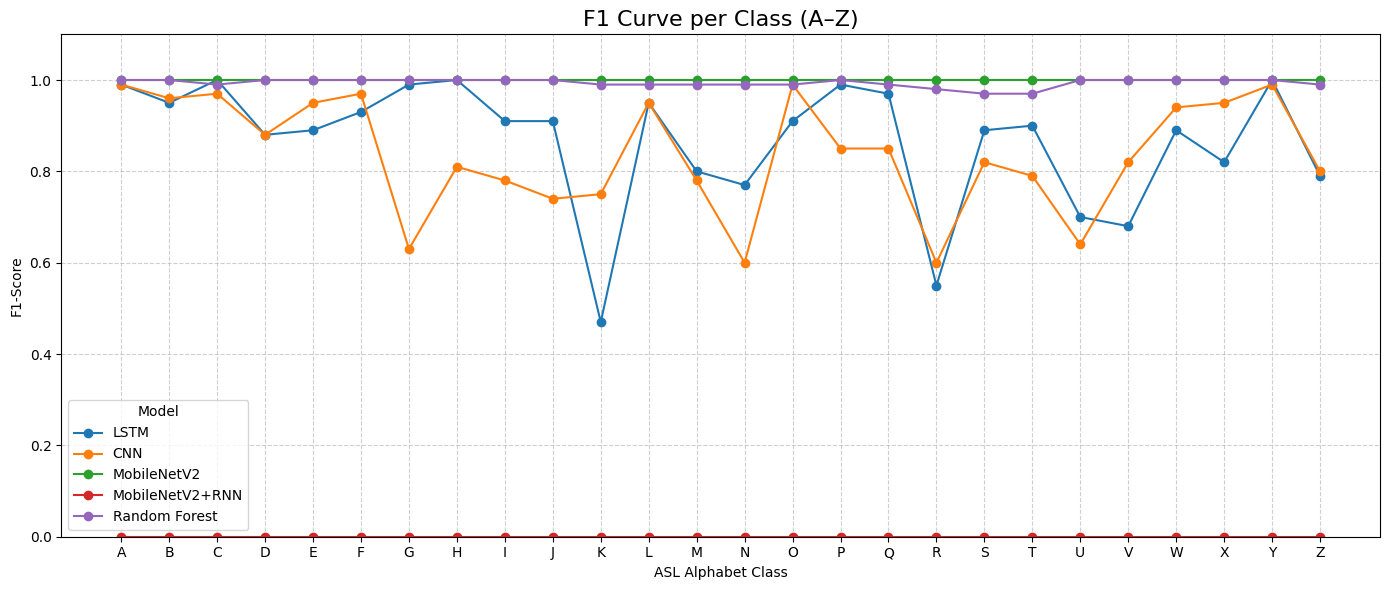 F1 Curve per Class (A–Z)
1.0
0.8
0.6
0.4
0.2
0.0
F1-Score
Model
LSTM
CNN
MobileNetV2
MobileNetV2+RNN
Random Forest
A B C D E F G H I J K L M N O P Q R S T U V W X Y Z
ASL Alphabet Class